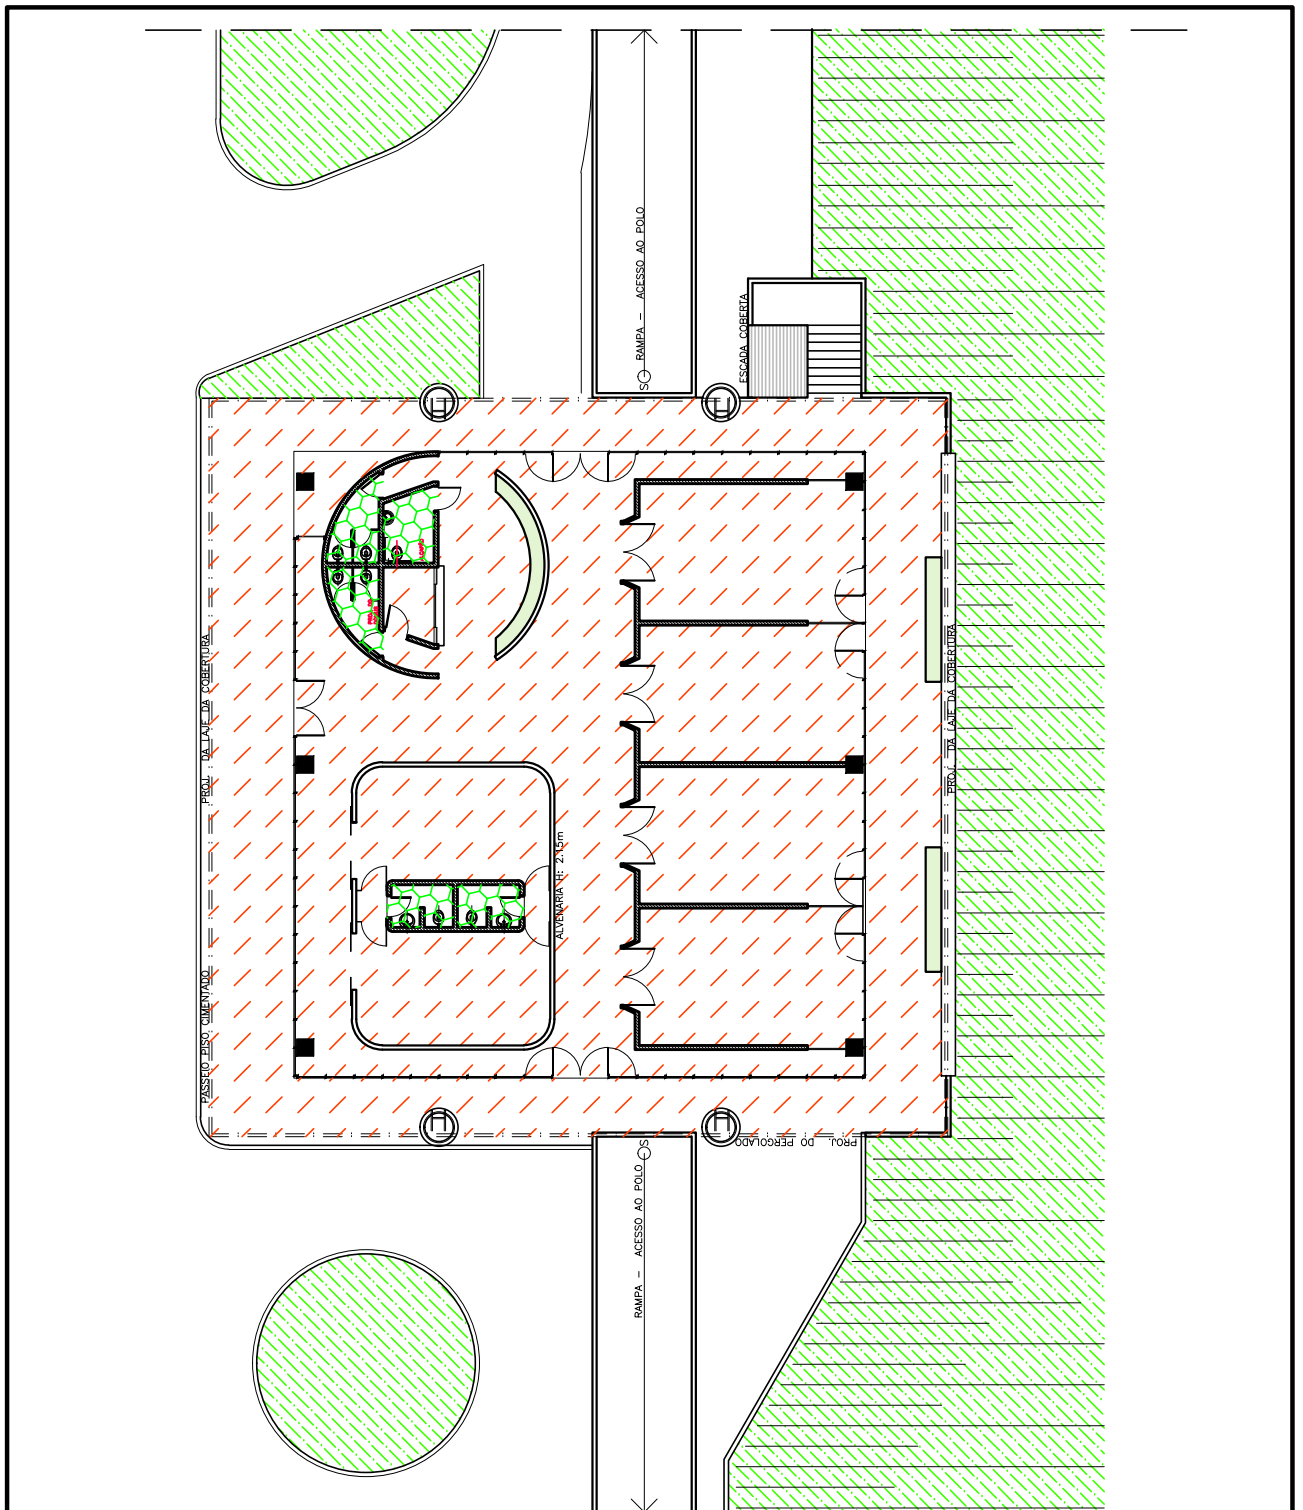 RAMPA - ACESSO AO POLO
S
ESCADA COBERTA
PROJ. DA LAJE DA COBERTURA
PROJ. DA LAJE DA COBERTURA
ALVENARIA H: 2.15m
PASSEIO PISO CIMENTADO
PROJ. DO PERGOLADO
S
RAMPA - ACESSO AO POLO